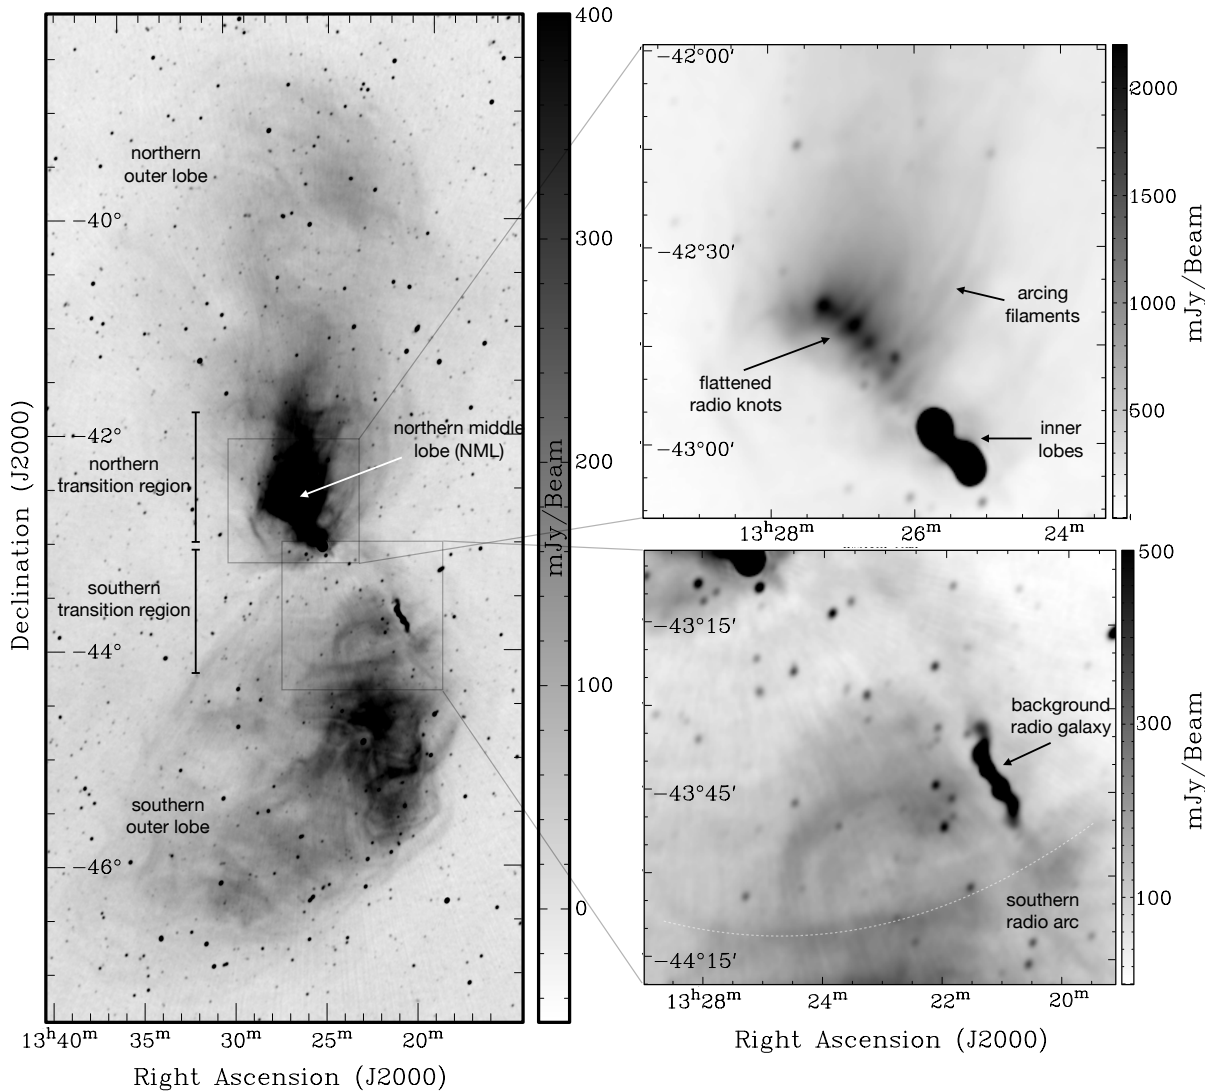 northern
outer lobe
−40°
−42°
northern middle
lobe (NML)
northern
transition region
southern
transition region
−44°
southern
outer lobe
−46°
13ʰ40ᵐ 35ᵐ 30ᵐ 25ᵐ 20ᵐ
Right Ascension (J2000)
Declination (J2000)
400
300
200
100
0
mJy/Beam
−42°00′
−42°30′
−43°00′
arcing
filaments
flattened
radio knots
inner
lobes
13ʰ28ᵐ 26ᵐ 24ᵐ
2000
1500
1000
500
mJy/Beam
−43°15′
−43°45′
−44°15′
background
radio galaxy
southern
radio arc
13ʰ28ᵐ 24ᵐ 22ᵐ 20ᵐ
Right Ascension (J2000)
500
300
100
mJy/Beam